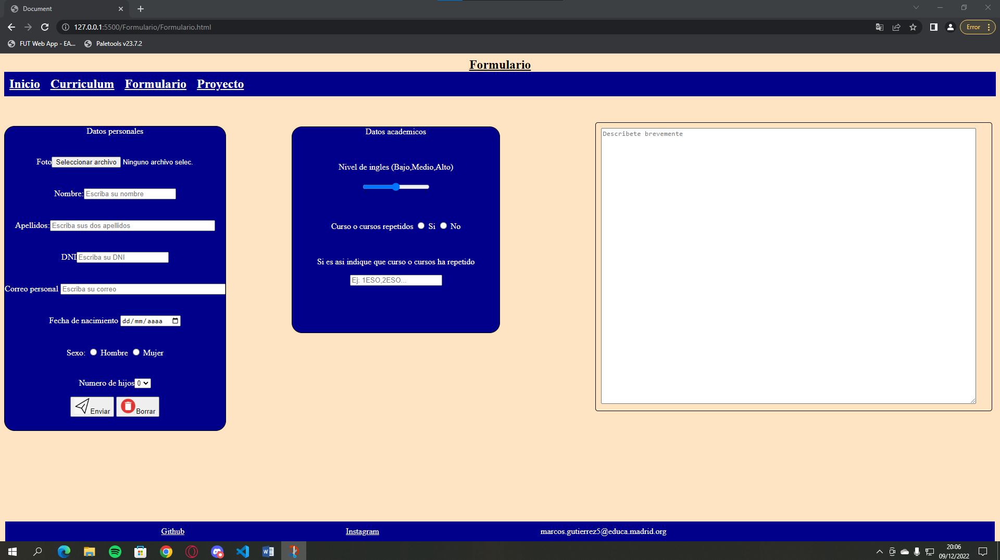 Document
127.0.0.1:5500/Formulario/Formulario.html
Error
FUT Web App - EA... Paletools v23.7.2
Formulario
Inicio Curriculum Formulario Proyecto
Datos personales
Foto Seleccionar archivo Ninguno archivo selec.
Nombre: Escriba su nombre
Apellidos: Escriba sus dos apellidos
DNI Escriba su DNI
Correo personal Escriba su correo
Fecha de nacimiento dd/mm/aaaa
Sexo: Hombre Mujer
Numero de hijos 0
Enviar Borrar
Datos academicos
Nivel de ingles (Bajo,Medio,Alto)
Curso o cursos repetidos Si No
Si es asi indique que curso o cursos ha repetido
Ej: 1ESO,2ESO...
Describete brevemente
Github Instagram marcos.gutierrez5@educa.madrid.org
20:06
09/12/2022